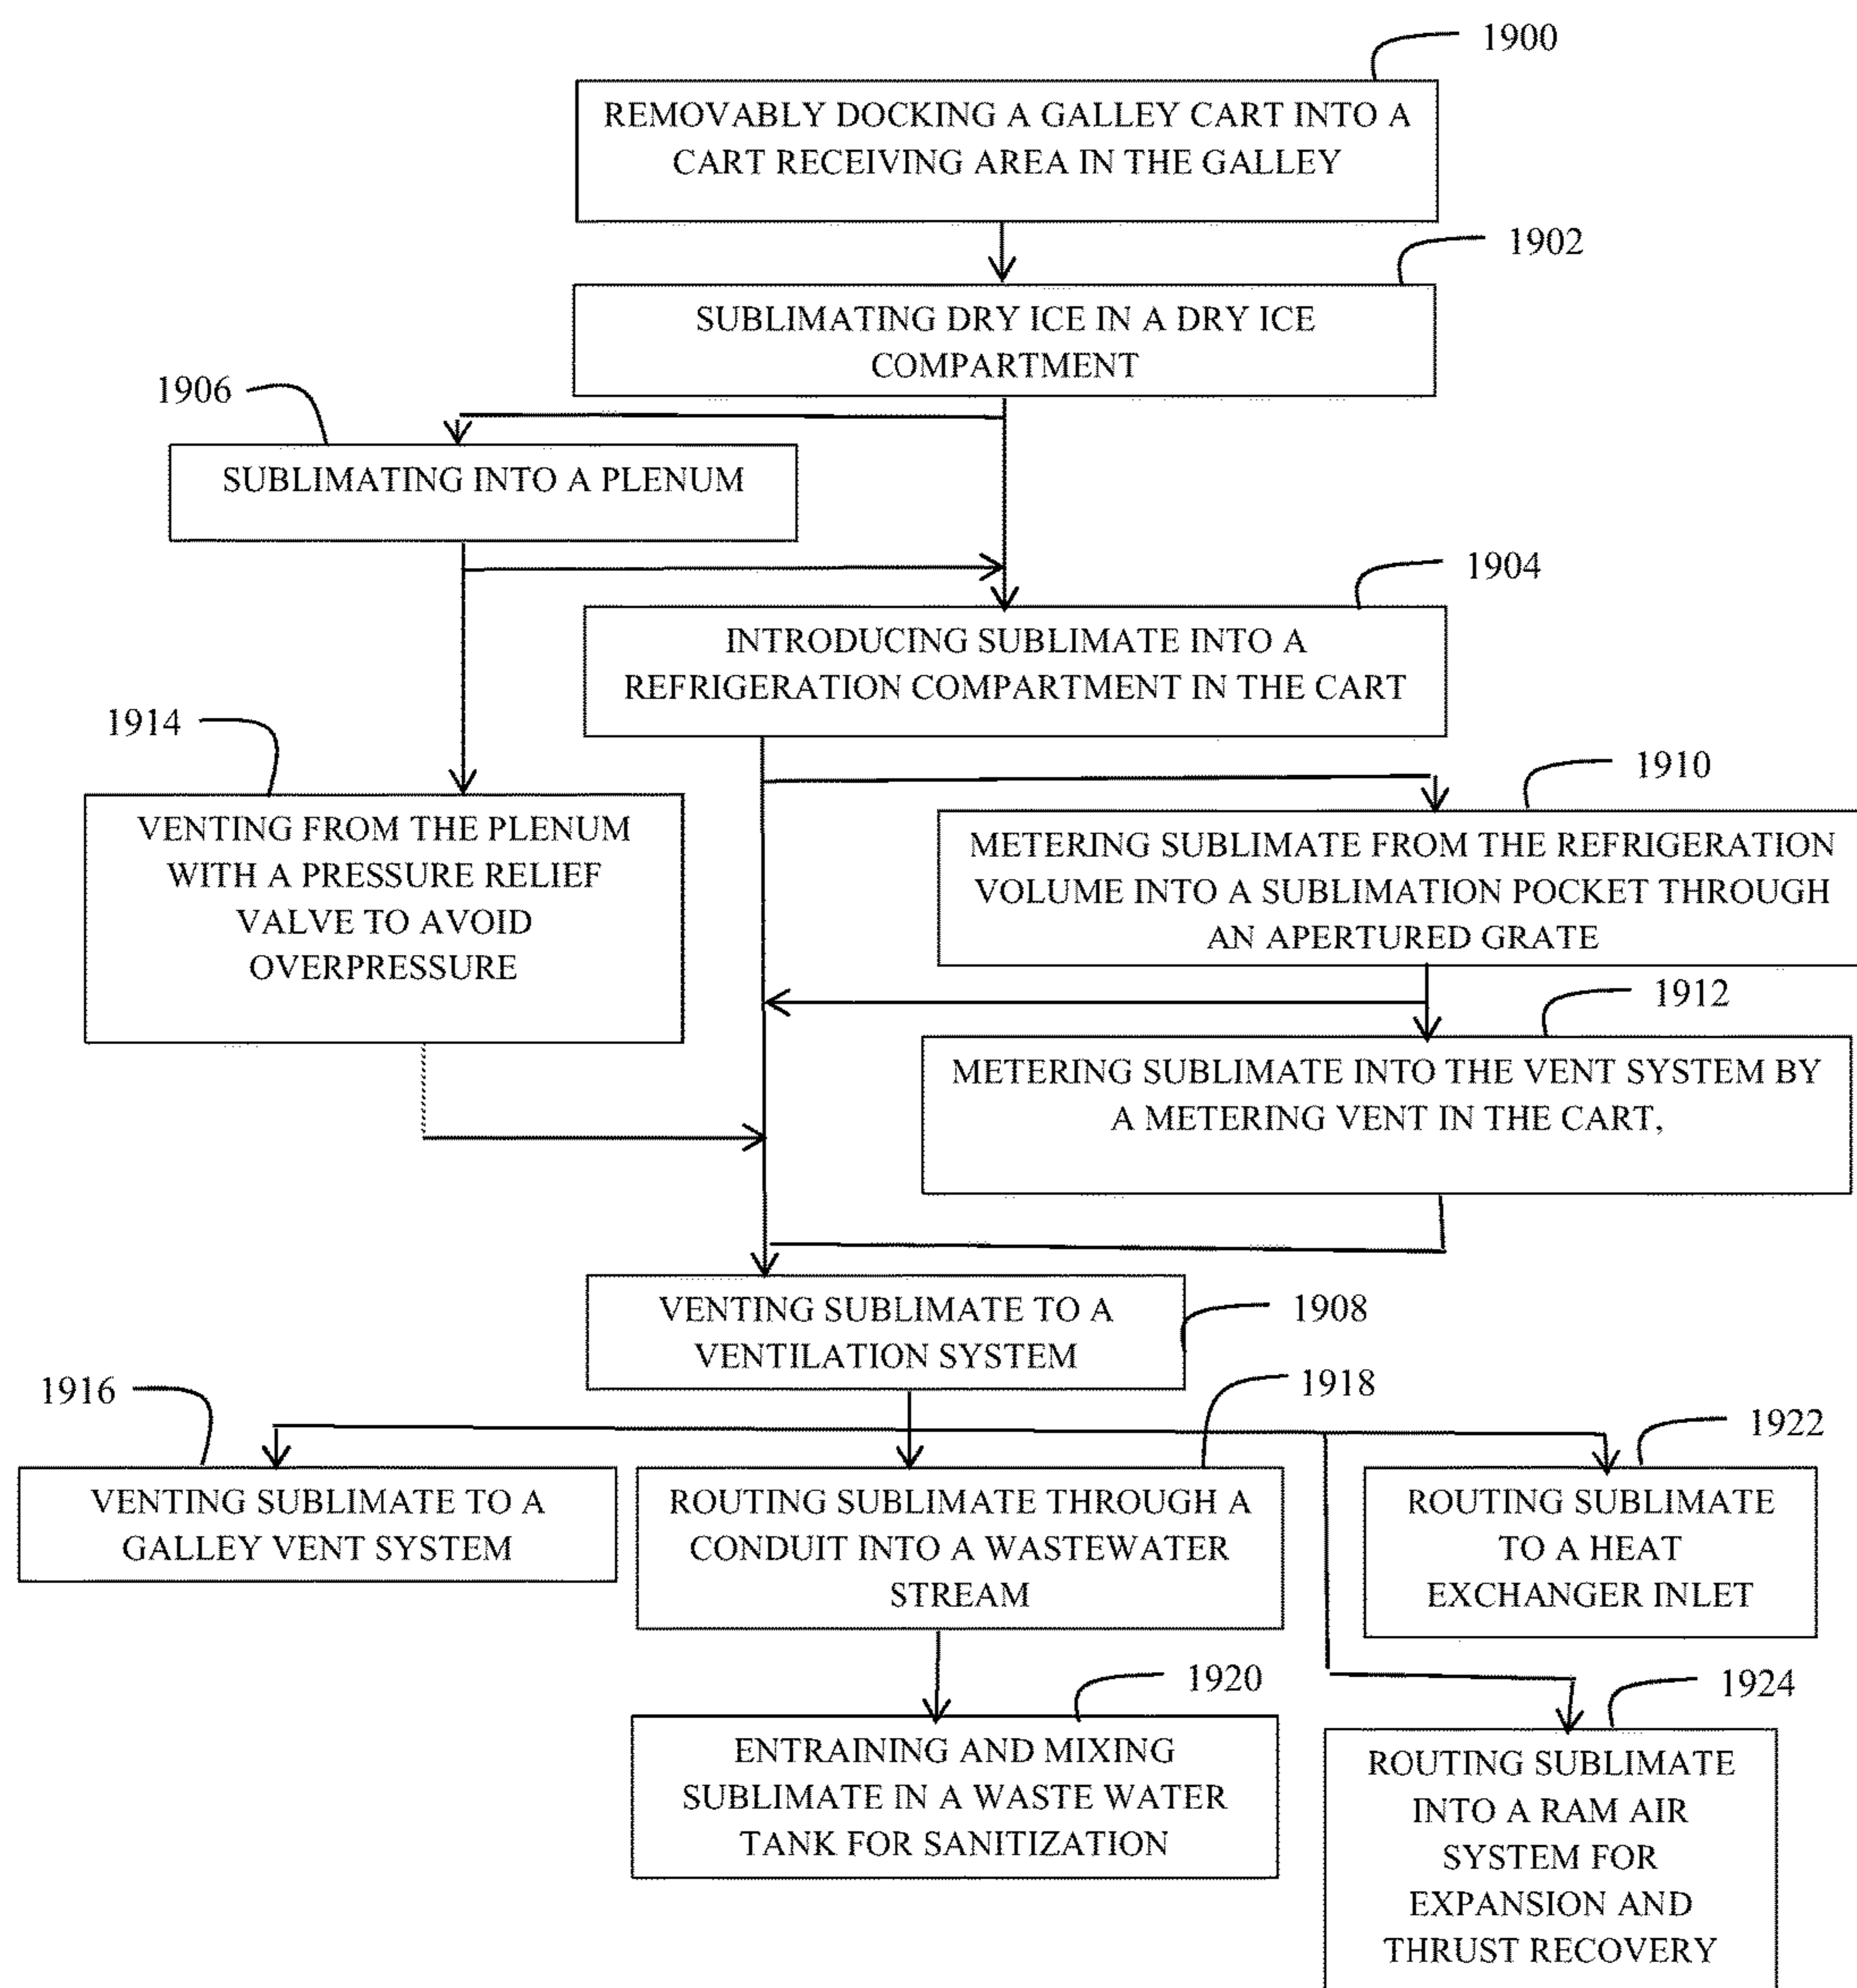 1900
REMOVABLY DOCKING A GALLEY CART INTO A
CART RECEIVING AREA IN THE GALLEY
1902
SUBLIMATING DRY ICE IN A DRY ICE
COMPARTMENT
1906
SUBLIMATING INTO A PLENUM
1904
INTRODUCING SUBLIMATE INTO A
REFRIGERATION COMPARTMENT IN THE CART
1914
VENTING FROM THE PLENUM
WITH A PRESSURE RELIEF
VALVE TO AVOID
OVERPRESSURE
1910
METERING SUBLIMATE FROM THE REFRIGERATION
VOLUME INTO A SUBLIMATION POCKET THROUGH
AN APERTURED GRATE
1912
METERING SUBLIMATE INTO THE VENT SYSTEM BY
A METERING VENT IN THE CART,
VENTING SUBLIMATE TO A
VENTILATION SYSTEM
1908
1916
VENTING SUBLIMATE TO A
GALLEY VENT SYSTEM
1918
ROUTING SUBLIMATE THROUGH A
CONDUIT INTO A WASTEWATER
STREAM
1922
ROUTING SUBLIMATE
TO A HEAT
EXCHANGER INLET
1920
ENTRAINING AND MIXING
SUBLIMATE IN A WASTE WATER
TANK FOR SANITIZATION
1924
ROUTING SUBLIMATE
INTO A RAM AIR
SYSTEM FOR
EXPANSION AND
THRUST RECOVERY